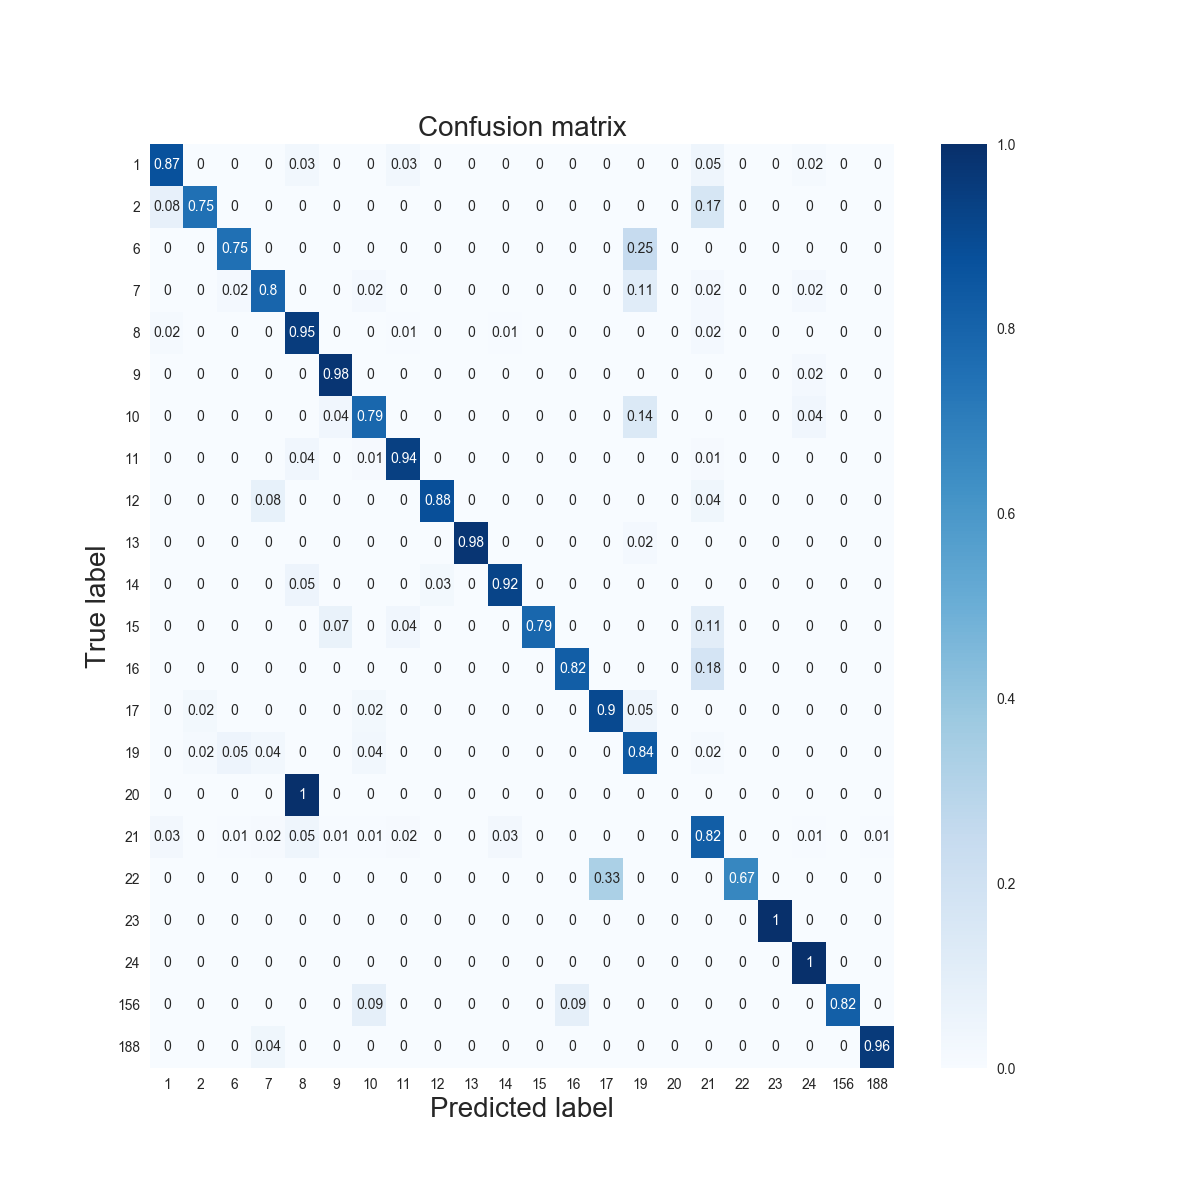 Confusion matrix
1 0.87 0 0 0 0.03 0 0 0.03 0 0 0 0 0 0 0 0 0.05 0 0 0.02 0 0
2 0.08 0.75 0 0 0 0 0 0 0 0 0 0 0 0 0 0 0.17 0 0 0 0 0
6 0 0 0.75 0 0 0 0 0 0 0 0 0 0 0 0.25 0 0 0 0 0 0 0
7 0 0 0.02 0.8 0 0 0.02 0 0 0 0 0 0 0 0.11 0 0.02 0 0 0.02 0 0
8 0.02 0 0 0 0.95 0 0 0.01 0 0 0.01 0 0 0 0 0 0.02 0 0 0 0 0
9 0 0 0 0 0 0.98 0 0 0 0 0 0 0 0 0 0 0 0 0 0.02 0 0
10 0 0 0 0 0 0.04 0.79 0 0 0 0 0 0 0 0.14 0 0 0 0 0.04 0 0
11 0 0 0 0 0.04 0 0.01 0.94 0 0 0 0 0 0 0 0 0.01 0 0 0 0 0
12 0 0 0 0.08 0 0 0 0 0.88 0 0 0 0 0 0 0 0.04 0 0 0 0 0
13 0 0 0 0 0 0 0 0 0 0.98 0 0 0 0 0.02 0 0 0 0 0 0 0
14 0 0 0 0 0.05 0 0 0 0.03 0 0.92 0 0 0 0 0 0 0 0 0 0 0
15 0 0 0 0 0 0.07 0 0.04 0 0 0 0.79 0 0 0 0 0.11 0 0 0 0 0
16 0 0 0 0 0 0 0 0 0 0 0 0 0.82 0 0 0 0.18 0 0 0 0 0
17 0 0.02 0 0 0 0 0.02 0 0 0 0 0 0 0.9 0.05 0 0 0 0 0 0 0
19 0 0.02 0.05 0.04 0 0 0.04 0 0 0 0 0 0 0 0.84 0 0.02 0 0 0 0 0
20 0 0 0 0 1 0 0 0 0 0 0 0 0 0 0 0 0 0 0 0 0 0
21 0.03 0 0.01 0.02 0.05 0.01 0.01 0.02 0 0 0.03 0 0 0 0 0 0.82 0 0 0.01 0 0.01
22 0 0 0 0 0 0 0 0 0 0 0 0 0 0.33 0 0 0 0.67 0 0 0 0
23 0 0 0 0 0 0 0 0 0 0 0 0 0 0 0 0 0 0 1 0 0 0
24 0 0 0 0 0 0 0 0 0 0 0 0 0 0 0 0 0 0 0 1 0 0
156 0 0 0 0 0 0 0.09 0 0 0 0 0 0.09 0 0 0 0 0 0 0 0.82 0
188 0 0 0 0.04 0 0 0 0 0 0 0 0 0 0 0 0 0 0 0 0 0 0.96
1 2 6 7 8 9 10 11 12 13 14 15 16 17 19 20 21 22 23 24 156 188
Predicted label
True label
1.0
0.8
0.6
0.4
0.2
0.0